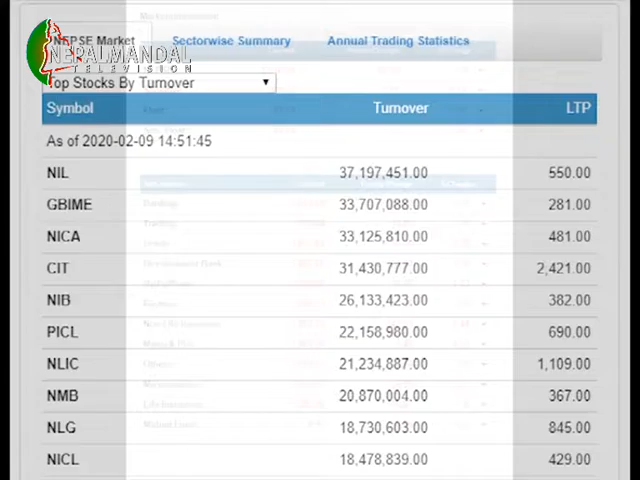 NEPSE Market Sectorwise Summary Annual Trading Statistics
NEPALMANDAL
TELEVISION
Top Stocks By Turnover
Symbol Turnover LTP
As of 2020-02-09 14:51:45
NIL 37,197,451.00 550.00
GBIME 33,707,088.00 281.00
NICA 33,125,810.00 481.00
CIT 31,430,777.00 2,421.00
NIB 26,133,423.00 382.00
PICL 22,158,980.00 690.00
NLIC 21,234,887.00 1,109.00
NMB 20,870,004.00 367.00
NLG 18,730,603.00 845.00
NICL 18,478,839.00 429.00